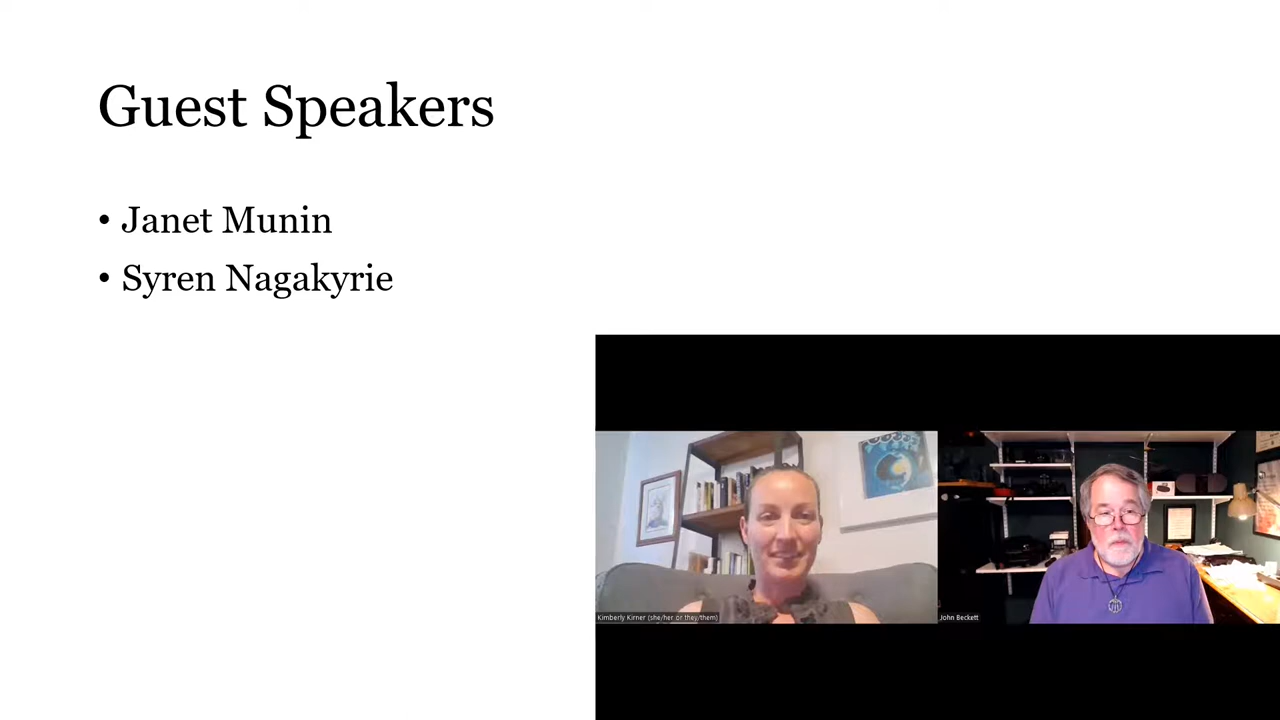 Guest Speakers
• Janet Munin
• Syren Nagakyrie
Kimberly Kirner (she/her or they/them)
John Beckett